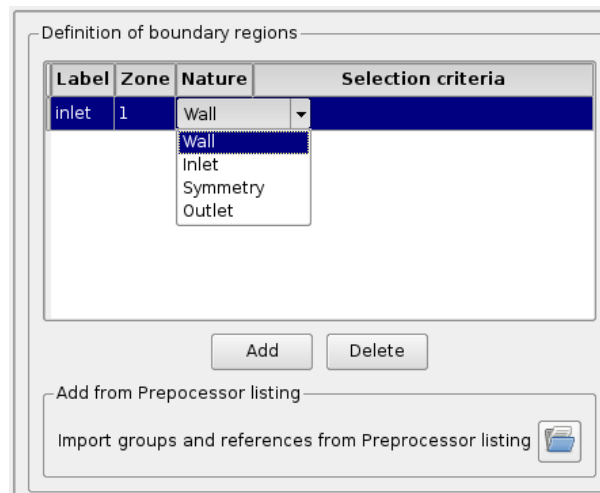 Definition of boundary regions
Label Zone Nature Selection criteria
inlet 1 Wall
Wall
Inlet
Symmetry
Outlet
Add Delete
Add from Prepocessor listing
Import groups and references from Preprocessor listing